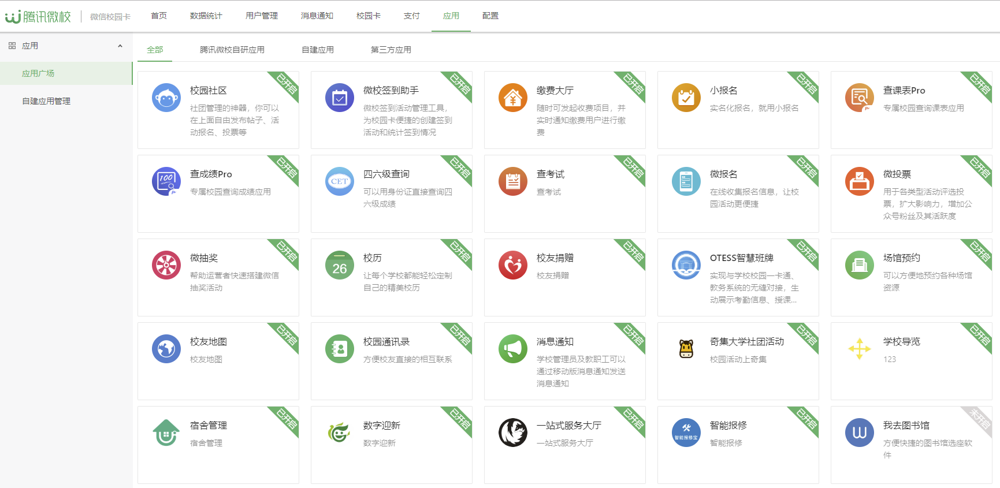 腾讯微校 微信校园卡 首页 数据统计 用户管理 消息通知 校园卡 支付 应用 配置
应用
应用广场
自建应用管理
全部 腾讯微校自研应用 自建应用 第三方应用
校园社区
社团管理的神器，你可以
在上面自由发布帖子、活
动报名、投票等
已开启
微校签到助手
微校签到活动管理工具，
为校园卡便捷的创建签到
活动和统计签到情况
已开启
缴费大厅
随时可发起收费项目，并
实时通知缴费用户进行缴
费
已开启
小报名
实名化报名，就用小报名
已开启
查课表Pro
专属校园查询课表应用
已开启
查成绩Pro
专属校园查询成绩应用
已开启
100
四六级查询
可以用身份证直接查询四
六级成绩
已开启
CET
查考试
查考试
已开启
微报名
在线收集报名信息，让校
园活动更便捷
已开启
微投票
用于各类型活动评选投
票，扩大影响力，增加公
众号粉丝及其活跃度
已开启
微抽奖
帮助运营者快速搭建微信
抽奖活动
已开启
校历
让每个学校都能轻松定制
自己的精美校历
已开启
26
校友捐赠
校友捐赠
已开启
OTESS智慧班牌
实现与学校校园一卡通、
教务系统的无缝对接，生
动展示考勤信息、授课...
已开启
场馆预约
可以方便地预约各种场馆
资源
已开启
校友地图
校友地图
已开启
校园通讯录
方便校友直接的相互联系
已开启
消息通知
学校管理员及教职工可以
通过移动版消息通知发送
消息通知
已开启
奇集大学社团活动
校园活动上奇集
已开启
学校导览
123
已开启
宿舍管理
宿舍管理
已开启
数字迎新
数字迎新
已开启
一站式服务大厅
一站式服务大厅
已开启
智能报修
智能报修
已开启
智能报修宝
我去图书馆
方便快捷的图书馆选座软
件
未开启